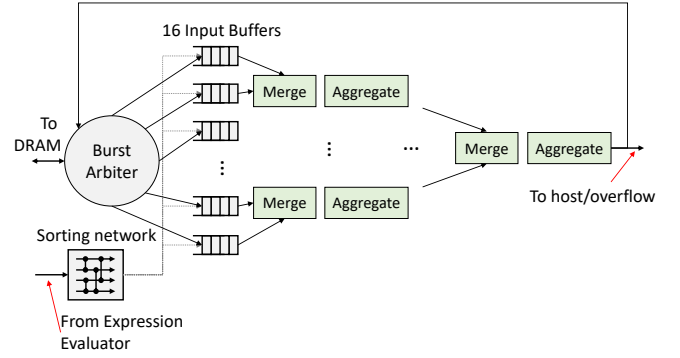 16 Input Buffers
Merge
Aggregate
To
DRAM
Burst
Arbiter
...
...
Merge
Aggregate
...
To host/overflow
Merge
Aggregate
Sorting network
From Expression
Evaluator